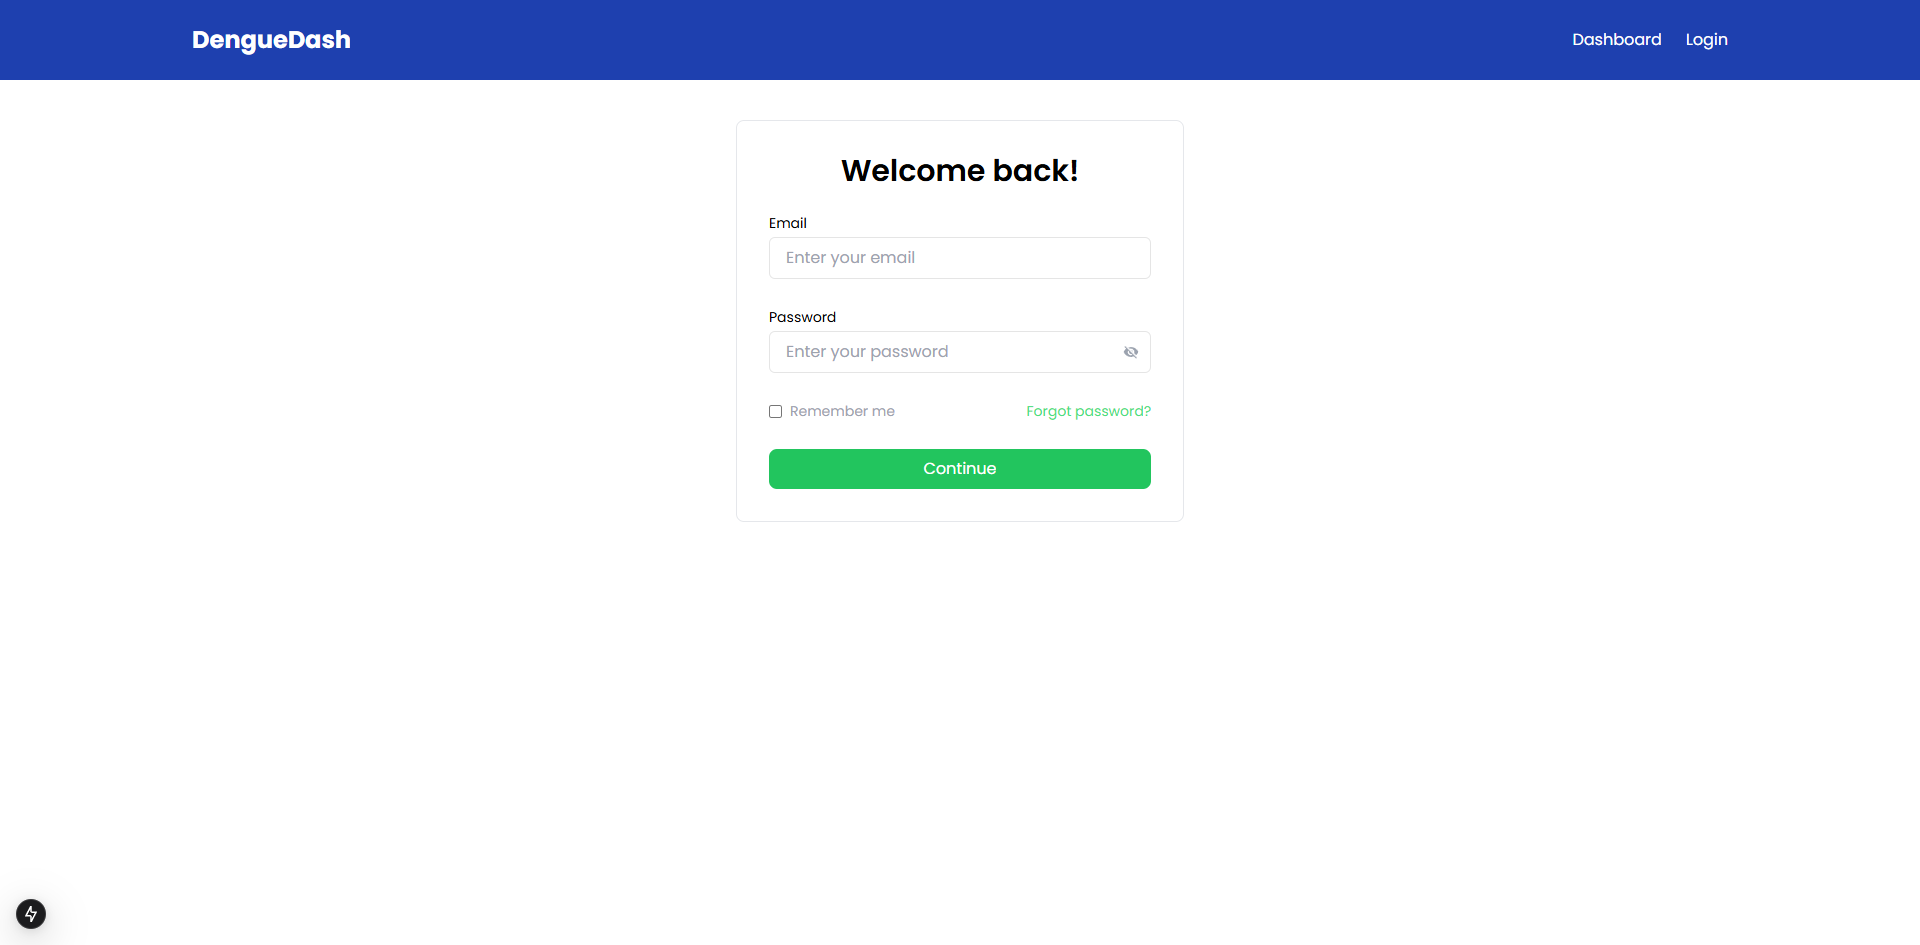 DengueDash
Dashboard Login
Welcome back!
Email
Enter your email
Password
Enter your password
Remember me Forgot password?
Continue